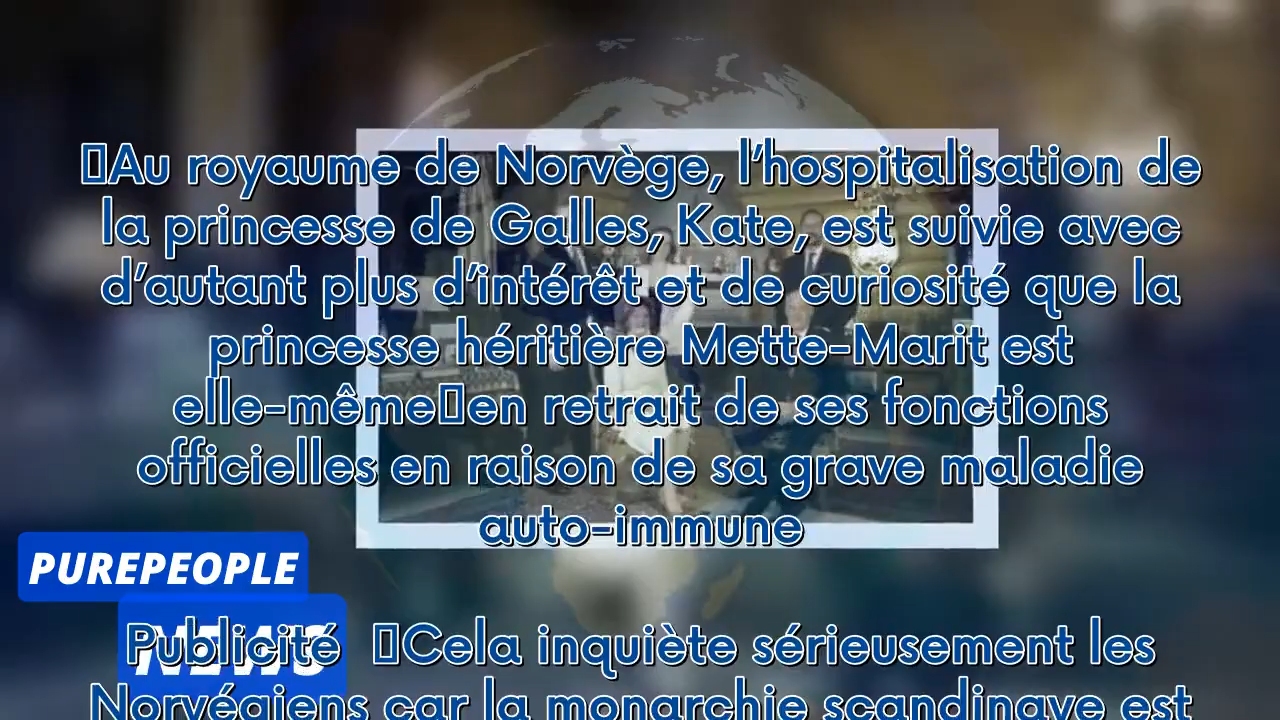 Au royaume de Norvège, l'hospitalisation de
la princesse de Galles, Kate, est suivie avec
d'autant plus d'intérêt et de curiosité que la
princesse héritière Mette-Marit est
elle-même en retrait de ses fonctions
officielles en raison de sa grave maladie
auto-immune
PUREPEOPLE
NEWS
Publicité Cela inquiète sérieusement les
Norvégiens car la monarchie scandinave est